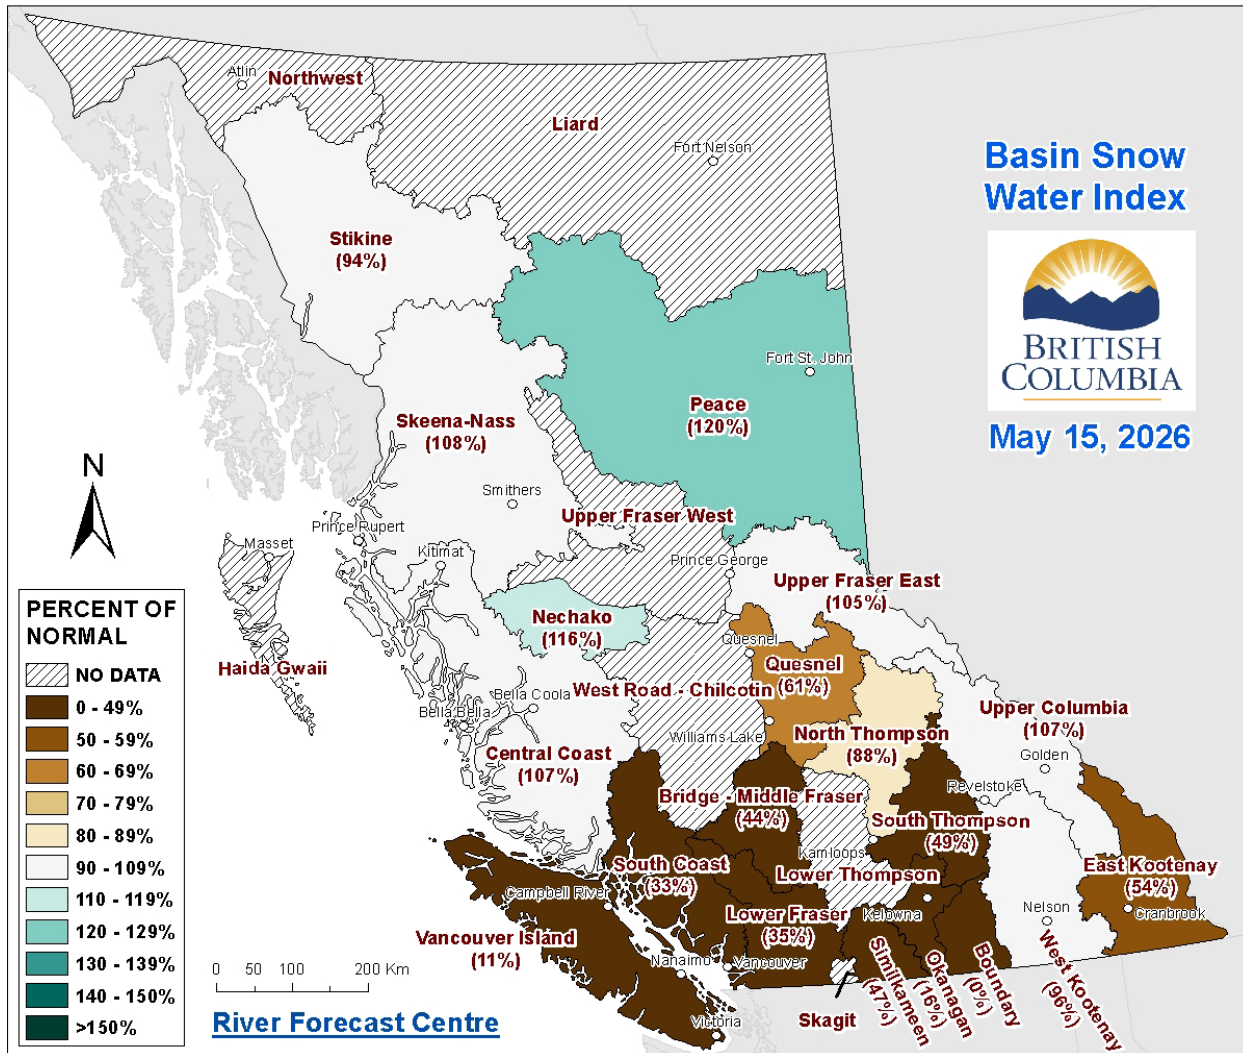 Atlin
Northwest
Liard
Fort Nelson
Basin Snow
Water Index
BRITISH
COLUMBIA
May 15, 2026
Stikine
(94%)
Fort St. John
Peace
(120%)
Skeena-Nass
(108%)
Smithers
Upper Fraser West
N
Prince Rupert
Masset
Kitimat
Prince George
Upper Fraser East
(105%)
PERCENT OF
NORMAL
NO DATA
0 - 49%
50 - 59%
60 - 69%
70 - 79%
80 - 89%
90 - 109%
110 - 119%
120 - 129%
130 - 139%
140 - 150%
>150%
Haida Gwaii
Nechako
(116%)
Quesnel
Quesnel
(61%)
West Road - Chilcotin
Bella Coola
Bella Bella
Williams Lake
North Thompson
(88%)
Upper Columbia
(107%)
Golden
Central Coast
(107%)
Revelstoke
Bridge - Middle Fraser
(44%)
South Thompson
(49%)
Kamloops
Lower Thompson
South Coast
(33%)
East Kootenay
(54%)
Campbell River
Lower Fraser
(35%)
Kelowna
Nelson
Cranbrook
Vancouver Island
(11%)
Nanaimo
Vancouver
Victoria
Skagit
Similkameen
(47%)
Okanagan
(16%)
Boundary
(0%)
West Kootenay
(96%)
0 50 100 200 Km
River Forecast Centre